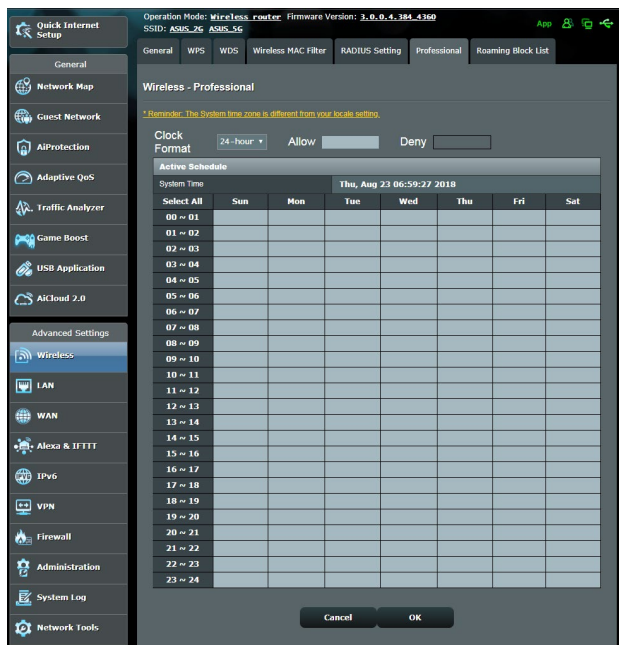 Quick Internet
Setup
Operation Mode: Wireless router Firmware Version: 3.0.0.4.384_4360
SSID: ASUS_2G ASUS_5G
App
General WPS WDS Wireless MAC Filter RADIUS Setting Professional Roaming Block List
General
Network Map
Guest Network
AiProtection
Adaptive QoS
Traffic Analyzer
Game Boost
USB Application
AiCloud 2.0
Advanced Settings
Wireless
LAN
WAN
Alexa & IFTTT
IPv6
VPN
Firewall
Administration
System Log
Network Tools
Wireless - Professional
* Reminder: The System time zone is different from your locale setting.
Clock
Format
24-hour
Allow
Deny
Active Schedule
System Time Thu, Aug 23 06:59:27 2018
Select All Sun Mon Tue Wed Thu Fri Sat
00 ~ 01
01 ~ 02
02 ~ 03
03 ~ 04
04 ~ 05
05 ~ 06
06 ~ 07
07 ~ 08
08 ~ 09
09 ~ 10
10 ~ 11
11 ~ 12
12 ~ 13
13 ~ 14
14 ~ 15
15 ~ 16
16 ~ 17
17 ~ 18
18 ~ 19
19 ~ 20
20 ~ 21
21 ~ 22
22 ~ 23
23 ~ 24
Cancel OK